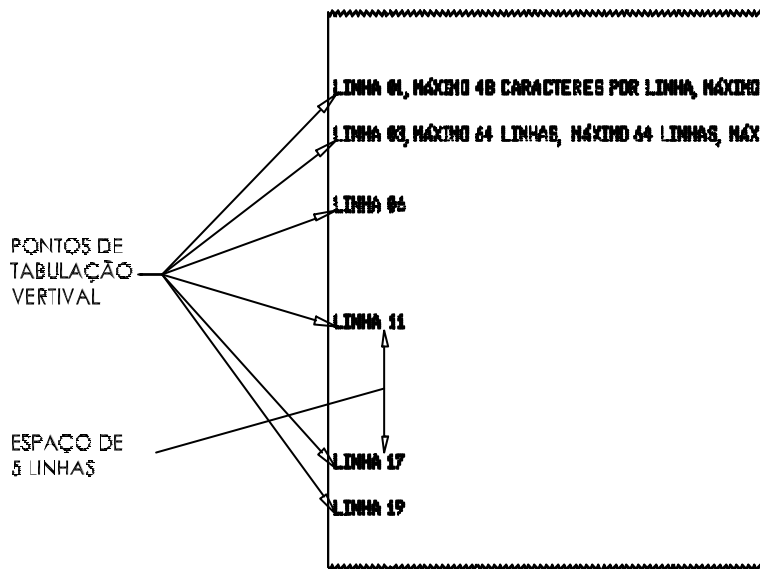 LINHA 01, MÁXIMO 48 CARACTERES POR LINHA, MÁXIMO
LINHA 03, MÁXIMO 64 LINHAS, MÁXIMO 64 LINHAS, MÁX
LINHA 06
PONTOS DE
TABULAÇÃO
VERTIVAL
LINHA 11
ESPAÇO DE
5 LINHAS
LINHA 17
LINHA 19